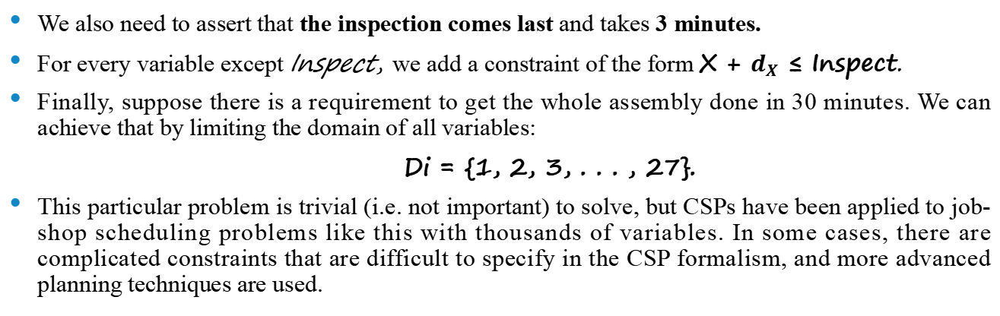 • We also need to assert that the inspection comes last and takes 3 minutes.
• For every variable except Inspect, we add a constraint of the form X + dX ≤ Inspect.
• Finally, suppose there is a requirement to get the whole assembly done in 30 minutes. We can
achieve that by limiting the domain of all variables:
Di = {1, 2, 3, . . . , 27}.
• This particular problem is trivial (i.e. not important) to solve, but CSPs have been applied to job-
shop scheduling problems like this with thousands of variables. In some cases, there are
complicated constraints that are difficult to specify in the CSP formalism, and more advanced
planning techniques are used.